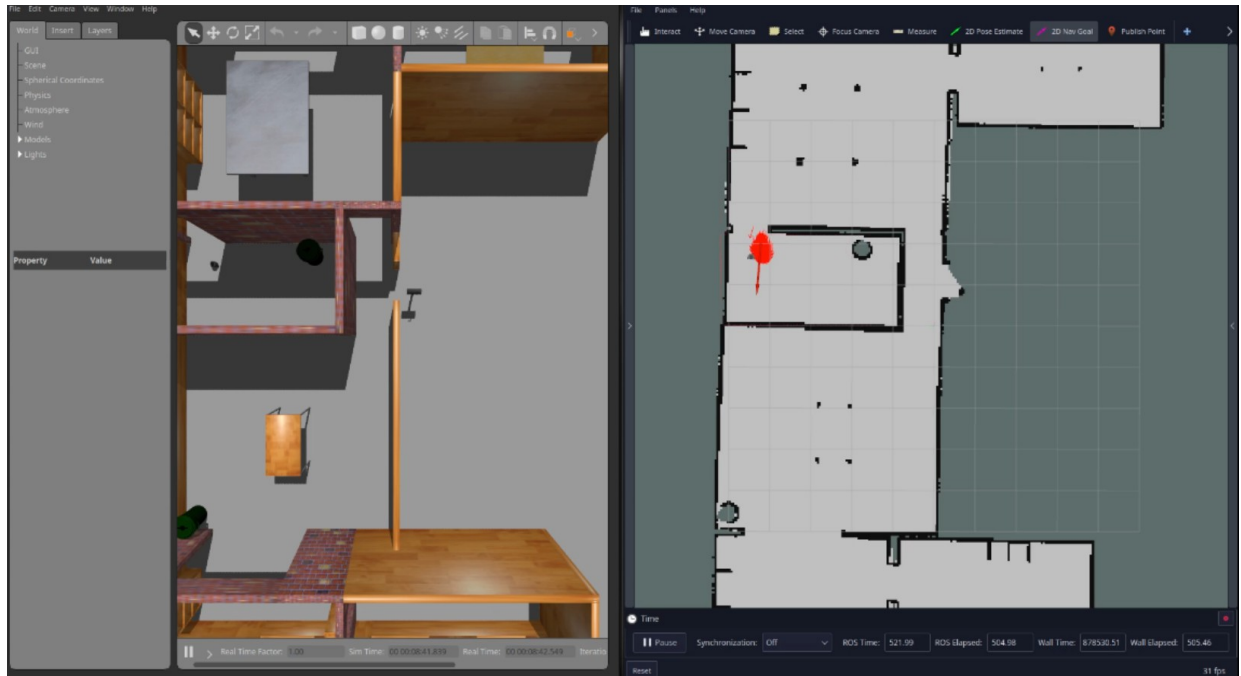 File Edit Camera View Window Help
World Insert Layers
GUI
Scene
Spherical Coordinates
Physics
Atmosphere
Wind
Models
Lights
Property Value
Real Time Factor: 1.00 Sim Time: 00 00:08:41.839 Real Time: 00 00:08:42.549 Iteratio
File Panels Help
Interact Move Camera Select Focus Camera Measure 2D Pose Estimate 2D Nav Goal Publish Point
Time
Pause Synchronization: Off ROS Time: 521.99 ROS Elapsed: 504.98 Wall Time: 878530.51 Wall Elapsed: 505.46
Reset 31 fps